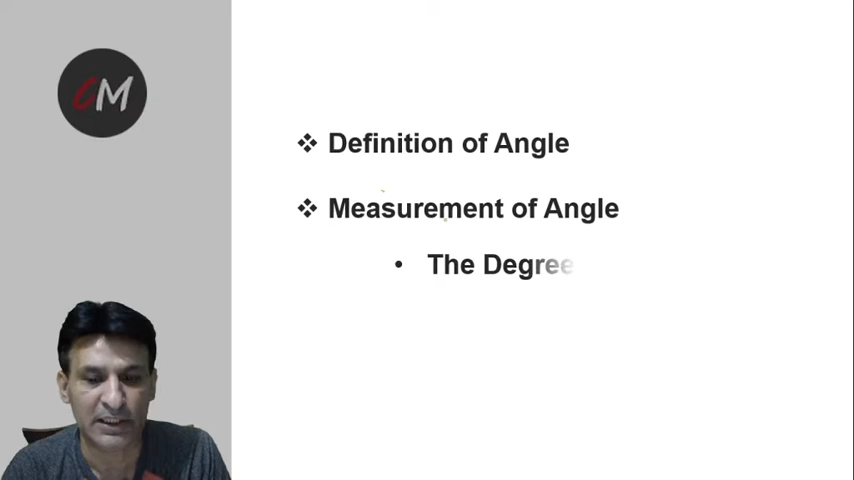 CM
Definition of Angle
Measurement of Angle
The Degree